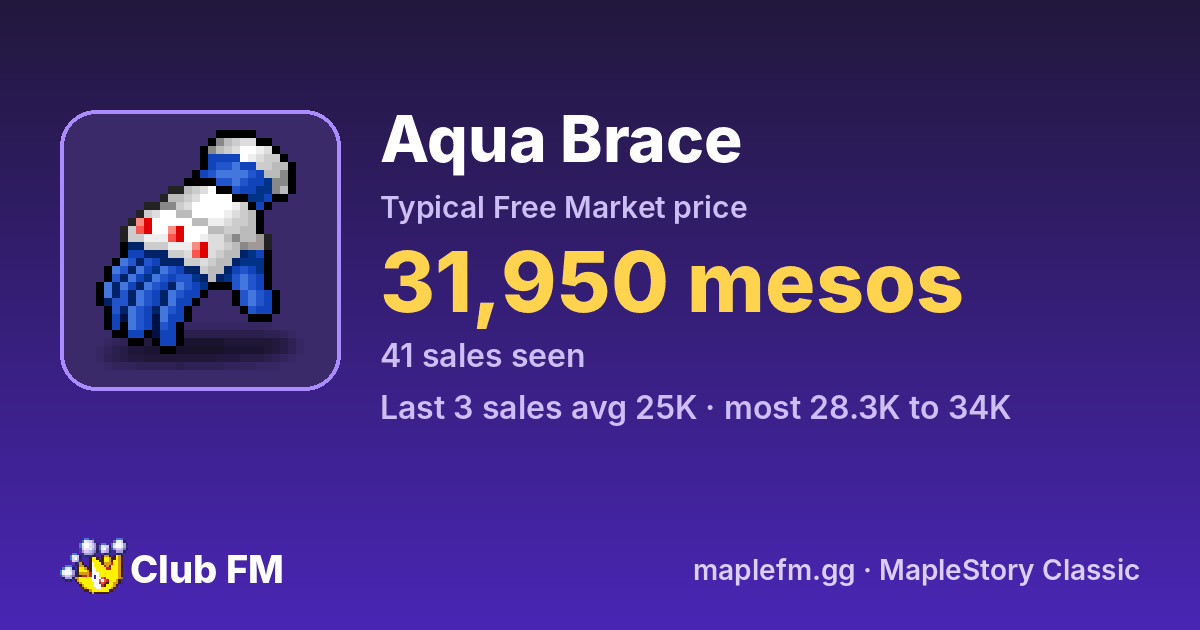 Aqua Brace
Typical Free Market price
31,950 mesos
41 sales seen
Last 3 sales avg 25K · most 28.3K to 34K
Club FM
maplefm.gg · MapleStory Classic